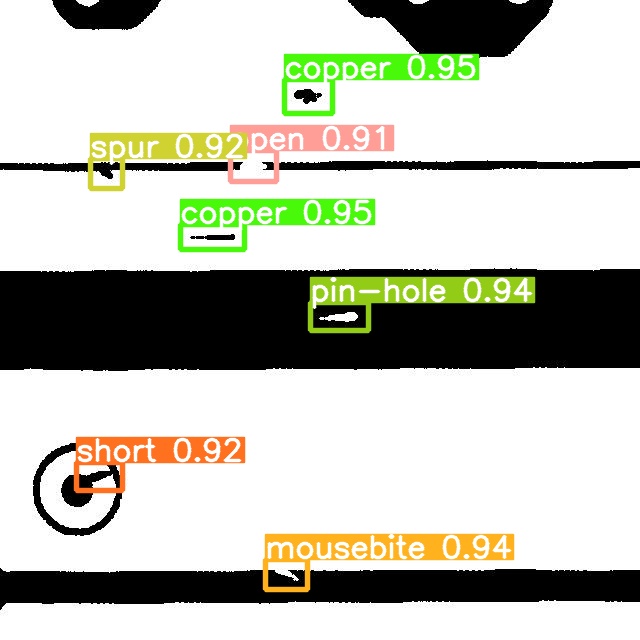 copper 0.95
open 0.91
spur 0.92
copper 0.95
pin-hole 0.94
short 0.92
mousebite 0.94